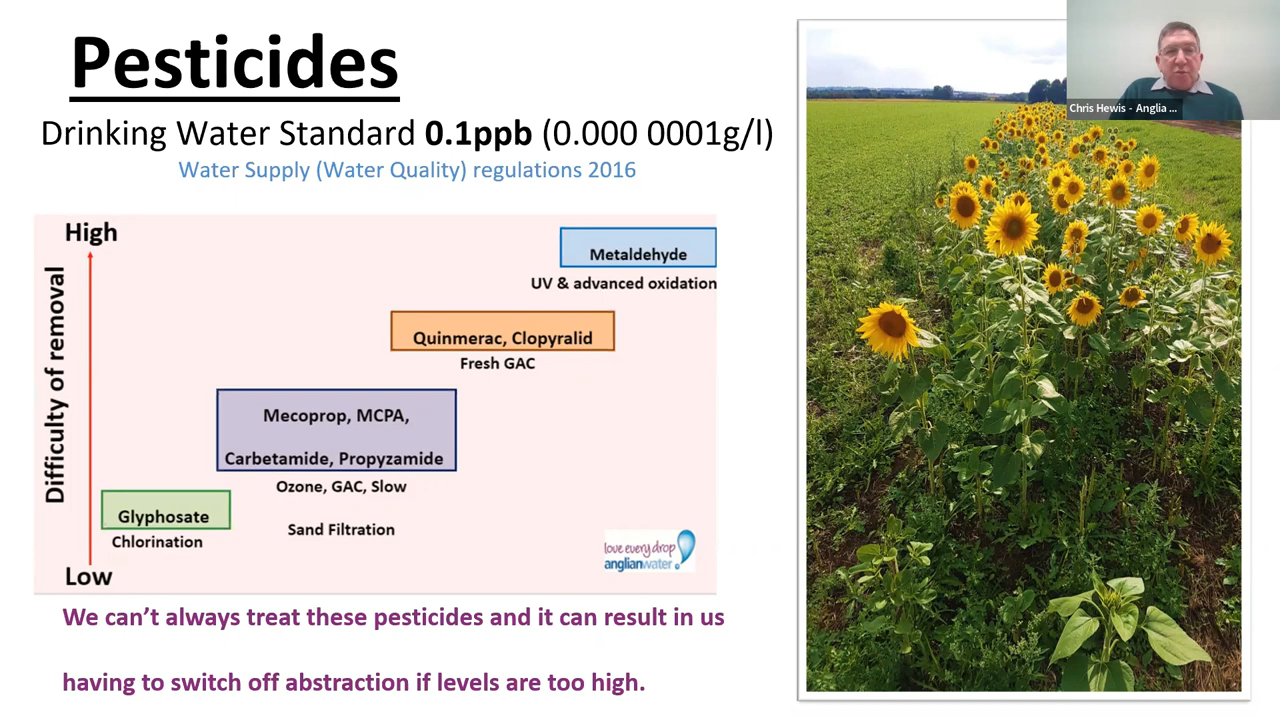 Pesticides
Drinking Water Standard 0.1ppb (0.000 0001g/l)
Water Supply (Water Quality) regulations 2016
High
Difficulty of removal
Metaldehyde
UV & advanced oxidation
Quinmerac, Clopyralid
Fresh GAC
Mecoprop, MCPA,
Carbetamide, Propyzamide
Ozone, GAC, Slow
Sand Filtration
Glyphosate
Chlorination
Low
love every drop
anglianwater
We can’t always treat these pesticides and it can result in us
having to switch off abstraction if levels are too high.
Chris Hewis - Anglia ...